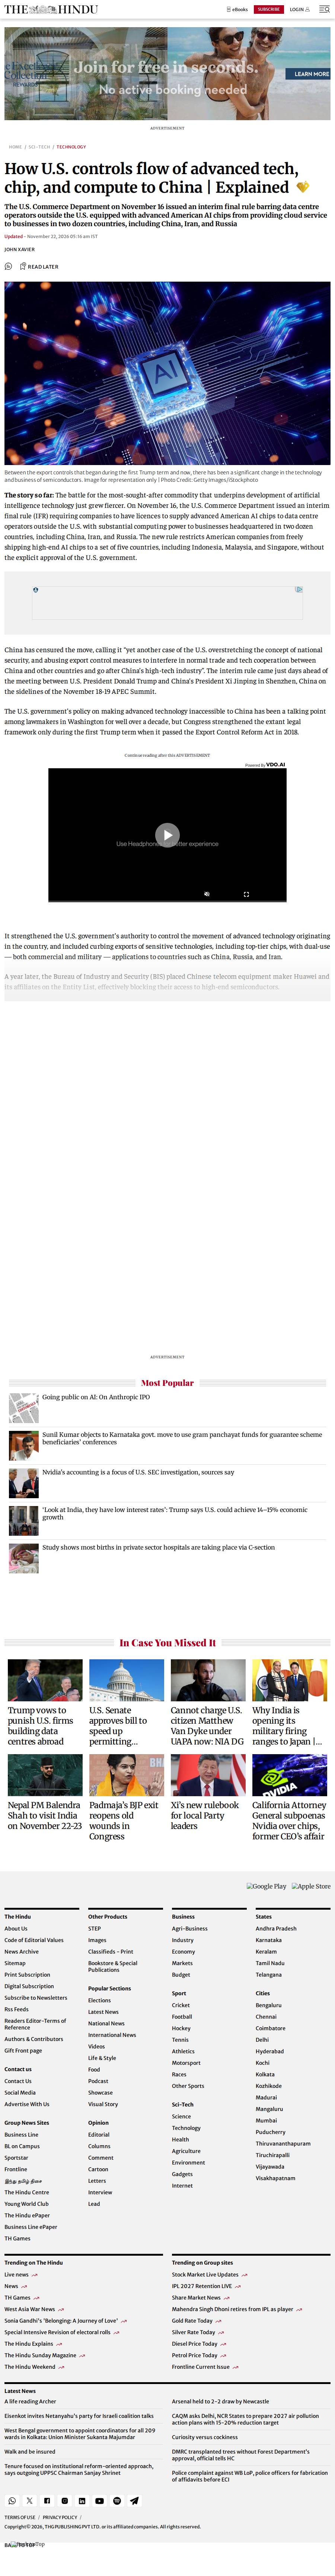 THE HINDU
eBooks
SUBSCRIBE
LOGIN
Excellence
Collection
REWARDS
Join for free in seconds.
No activation booking needed
LEARN MORE
ADVERTISEMENT
HOME / SCI-TECH / TECHNOLOGY
How U.S. controls flow of advanced tech,
chip, and compute to China | Explained
The U.S. Commerce Department on November 16 issued an interim final rule barring data centre
operators outside the U.S. equipped with advanced American AI chips from providing cloud service
to businesses in two dozen countries, including China, Iran, and Russia
Updated - November 22, 2026 05:16 am IST
JOHN XAVIER
READ LATER
AI
Between the export controls that began during the first Trump term and now, there has been a significant change in the technology
and business of semiconductors. Image for representation only | Photo Credit: Getty Images/iStockphoto
The story so far: The battle for the most-sought-after commodity that underpins development of artificial
intelligence technology just grew fiercer. On November 16, the U.S. Commerce Department issued an interim
final rule (IFR) requiring companies to have licences to supply advanced American AI chips to data centre
operators outside the U.S. with substantial computing power to businesses headquartered in two dozen
countries, including China, Iran, and Russia. The new rule restricts American companies from freely
shipping high-end AI chips to a set of countries, including Indonesia, Malaysia, and Singapore, without
the explicit approval of the U.S. government.
China has censured the move, calling it “yet another case of the U.S. overstretching the concept of national
security, and abusing export control measures to interfere in normal trade and tech cooperation between
China and other countries and go after China's high-tech industry”. The latest move came days after the
meeting between U.S. President Donald Trump and China's President Xi Jinping in Shenzhen, China on
the sidelines of the November 18-19 APEC Summit.
The U.S. government's policy on making advanced technology inaccessible to China has been a talking point
among lawmakers in Washington for well over a decade, but Congress strengthened the extant legal
framework only during the first Trump term when it passed the Export Control Reform Act in 2018.
Continue reading after this ADVERTISEMENT
Powered By VDO.AI
Use Headphones for better experience
It strengthened the U.S. government's authority to control the movement of advanced technology originating
in the country, and included curbing exports of sensitive technologies, including top-tier chips, with dual-use
— both commercial and military — applications to countries such as China, Russia, and Iran.
A year later, the Bureau of Industry and Security (BIS) placed Chinese telecom equipment maker Huawei and
its affiliates on the Entity List, effectively blocking their access to high-end semiconductors.
ADVERTISEMENT
Most Popular
Going public on AI: On Anthropic IPO
Sunil Kumar objects to Karnataka govt. move to use gram panchayat funds for guarantee scheme
beneficiaries' conferences
Nvidia's accounting is a focus of U.S. SEC investigation, sources say
'Look at India, they have low interest rates': Trump says U.S. could achieve 14–15% economic
growth
Study shows most births in private sector hospitals are taking place via C-section
In Case You Missed It
Trump vows to
punish U.S. firms
building data
centres abroad
U.S. Senate
approves bill to
speed up
permitting...
Cannot charge U.S.
citizen Matthew
Van Dyke under
UAPA now: NIA DG
Why India is
opening its
military firing
ranges to Japan |...
Nepal PM Balendra
Shah to visit India
on November 22-23
Padmaja's BJP exit
reopens old
wounds in
Congress
Xi's new rulebook
for local Party
leaders
NVIDIA
California Attorney
General subpoenas
Nvidia over chips,
former CEO's affair
Google Play
Apple Store
The Hindu
About Us
Code of Editorial Values
News Archive
Sitemap
Print Subscription
Digital Subscription
Subscribe to Newsletters
Rss Feeds
Readers Editor-Terms of
Reference
Authors & Contributors
Gift Front page
Contact us
Contact Us
Social Media
Advertise With Us
Group News Sites
Business Line
BL on Campus
Sportstar
Frontline
இந்து தமிழ் திசை
The Hindu Centre
Young World Club
The Hindu ePaper
Business Line ePaper
TH Games
Other Products
STEP
Images
Classifieds - Print
Bookstore & Special
Publications
Popular Sections
Elections
Latest News
National News
International News
Videos
Life & Style
Food
Podcast
Showcase
Visual Story
Opinion
Editorial
Columns
Comment
Cartoon
Letters
Interview
Lead
Business
Agri-Business
Industry
Economy
Markets
Budget
Sport
Cricket
Football
Hockey
Tennis
Athletics
Motorsport
Races
Other Sports
Sci-Tech
Science
Technology
Health
Agriculture
Environment
Gadgets
Internet
States
Andhra Pradesh
Karnataka
Keralam
Tamil Nadu
Telangana
Cities
Bengaluru
Chennai
Coimbatore
Delhi
Hyderabad
Kochi
Kolkata
Kozhikode
Madurai
Mangaluru
Mumbai
Puducherry
Thiruvananthapuram
Tiruchirapalli
Vijayawada
Visakhapatnam
Trending on The Hindu
Live news
News
TH Games
West Asia War News
Sonia Gandhi's 'Belonging: A Journey of Love'
Special Intensive Revision of electoral rolls
The Hindu Explains
The Hindu Sunday Magazine
The Hindu Weekend
Trending on Group sites
Stock Market Live Updates
IPL 2027 Retention LIVE
Share Market News
Mahendra Singh Dhoni retires from IPL as player
Gold Rate Today
Silver Rate Today
Diesel Price Today
Petrol Price Today
Frontline Current Issue
Latest News
A life reading Archer
Eisenkot invites Netanyahu's party for Israeli coalition talks
West Bengal government to appoint coordinators for all 209
wards in Kolkata: Union Minister Sukanta Majumdar
Walk and be insured
Tenure focused on institutional reform-oriented approach,
says outgoing UPPSC Chairman Sanjay Shrinet
Arsenal held to 2-2 draw by Newcastle
CAQM asks Delhi, NCR States to prepare 2027 air pollution
action plan with 15-20% reduction target
Curiosity versus cockiness
DMRC transplanted trees without Forest Department's
approval, official tells HC
Police complaint against WB LoP, police officers for fabrication
of affidavits before ECI
TERMS OF USE / PRIVACY POLICY /
Copyright© 2026, THG PUBLISHING PVT LTD. or its affiliated companies. All rights reserved.
BACK TO TOP